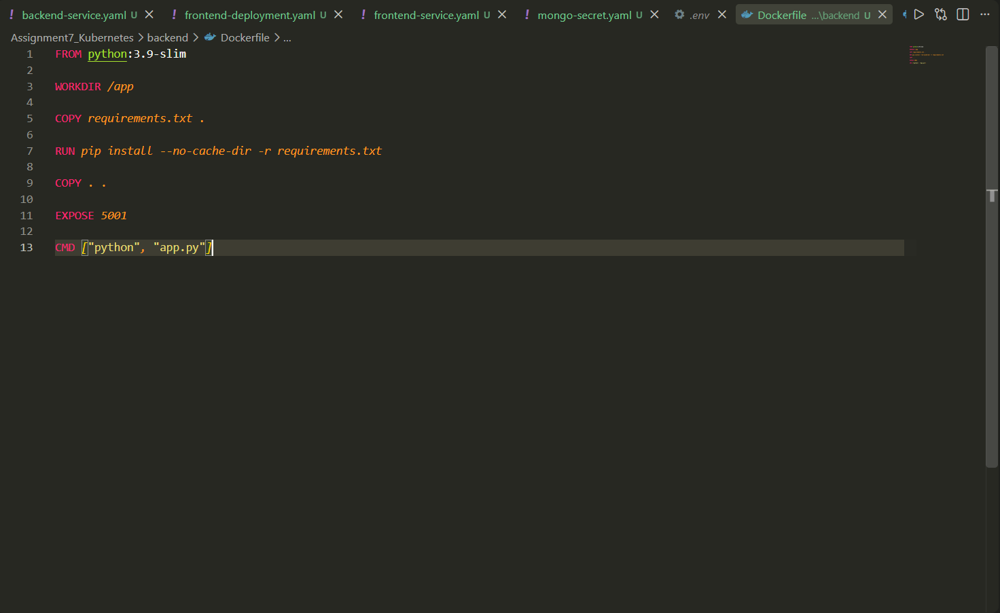 ! backend-service.yaml U ! frontend-deployment.yaml U ! frontend-service.yaml U ! mongo-secret.yaml U .env Dockerfile ...\backend U
Assignment7_Kubernetes > backend > Dockerfile > ...
1 FROM python:3.9-slim
2
3 WORKDIR /app
4
5 COPY requirements.txt .
6
7 RUN pip install --no-cache-dir -r requirements.txt
8
9 COPY . .
10
11 EXPOSE 5001
12
13 CMD ["python", "app.py"]